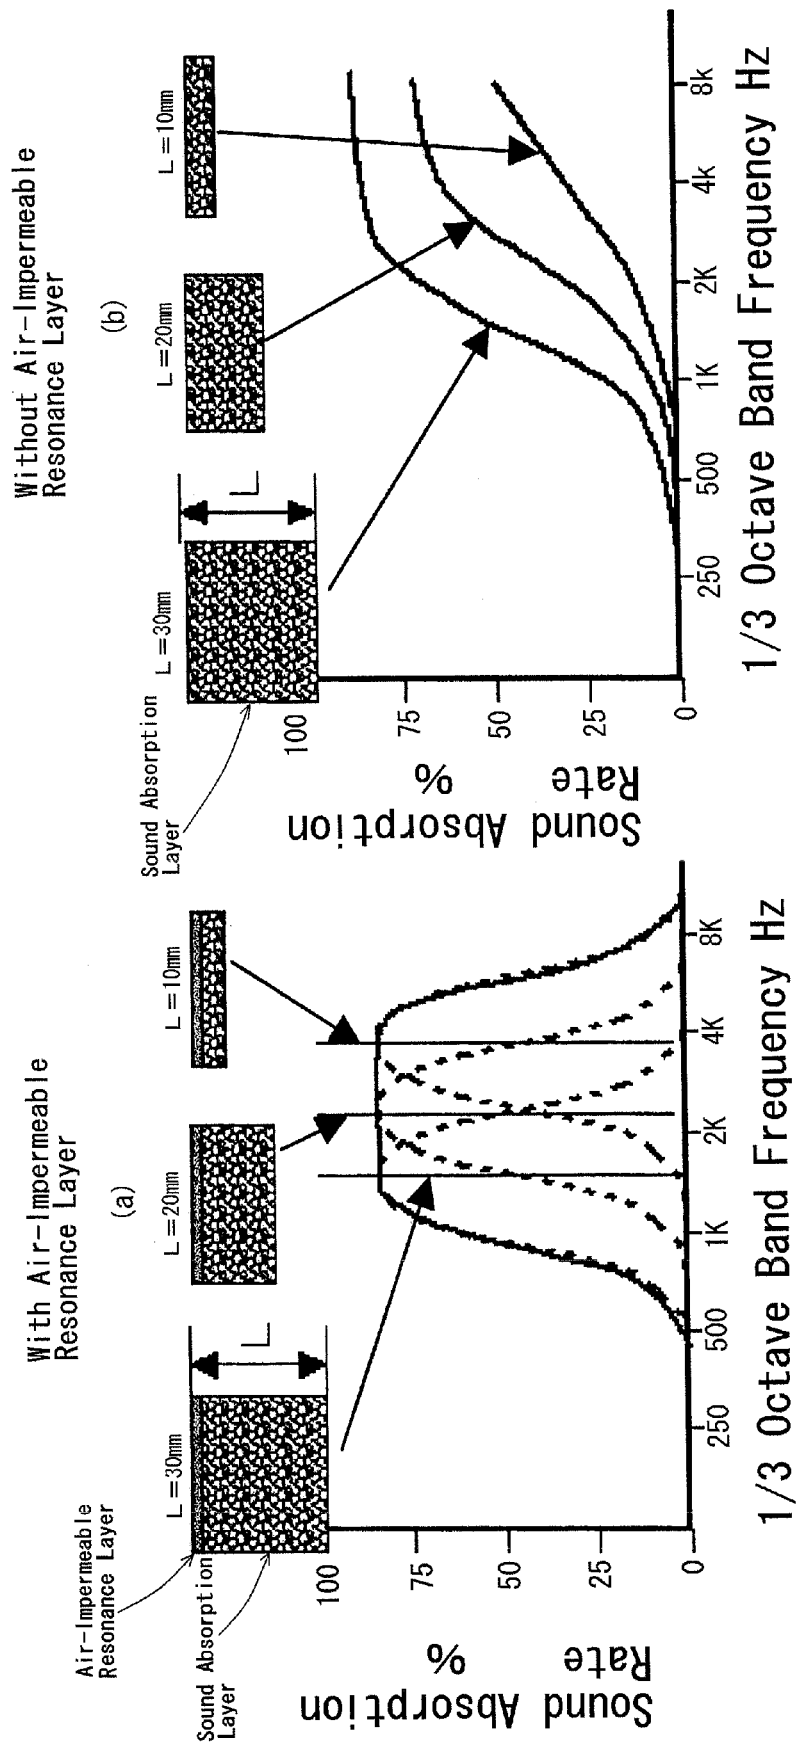 With Air-Impermeable
Resonance Layer
(a)
Air-Impermeable
Resonance Layer
Sound Absorption
Layer
L=30mm
L=20mm
L=10mm
L
100
75
50
25
0
Sound Absorption
Rate %
250
500
1K
2K
4K
8K
1/3 Octave Band Frequency Hz
Without Air-Impermeable
Resonance Layer
(b)
Sound Absorption
Layer
L=30mm
L=20mm
L=10mm
L
100
75
50
25
0
Sound Absorption
Rate %
250
500
1K
2K
4k
8k
1/3 Octave Band Frequency Hz